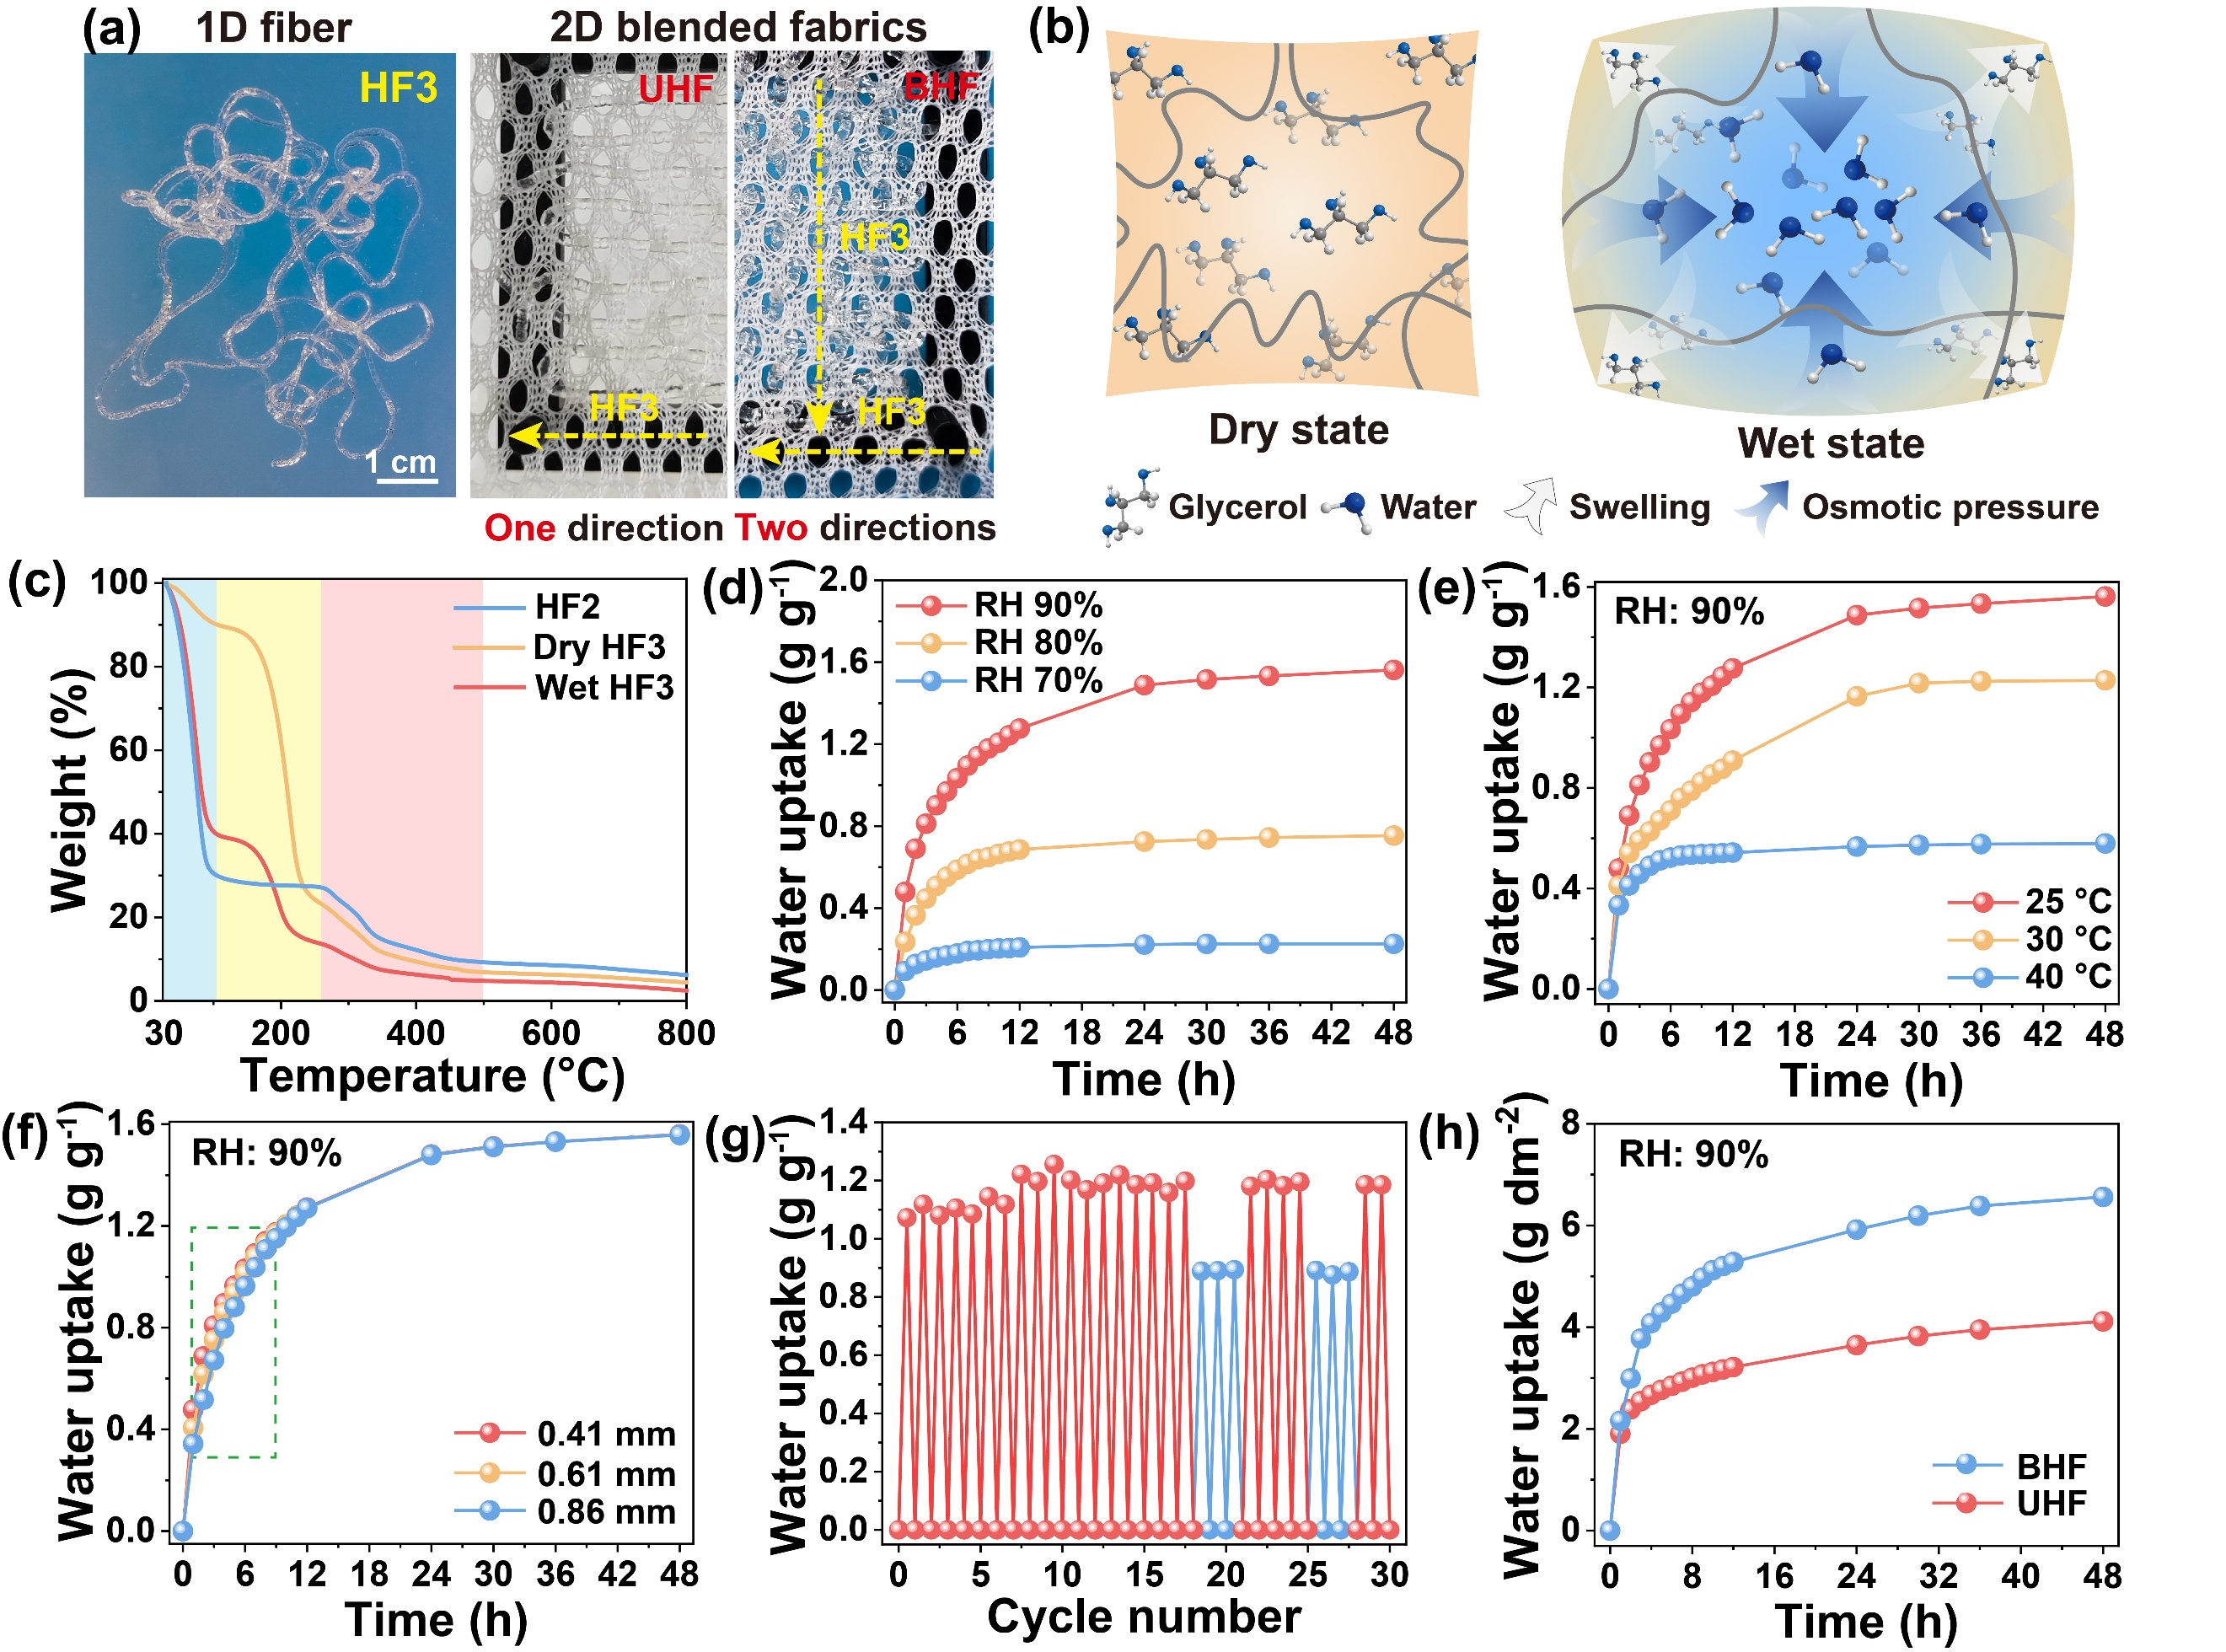 (a)
1D fiber
2D blended fabrics
HF3
UHF
BHF
HF3
HF3
HF3
1 cm
One direction
Two directions
(b)
Dry state
Wet state
Glycerol
Water
Swelling
Osmotic pressure
(c)
Weight (%)
100
80
60
40
20
0
HF2
Dry HF3
Wet HF3
30 200 400 600 800
Temperature (°C)
(d)
Water uptake (g g-1)
2.0
1.6
1.2
0.8
0.4
0.0
RH 90%
RH 80%
RH 70%
0 6 12 18 24 30 36 42 48
Time (h)
(e)
Water uptake (g g-1)
1.6
1.2
0.8
0.4
0.0
RH: 90%
25 °C
30 °C
40 °C
0 6 12 18 24 30 36 42 48
Time (h)
(f)
Water uptake (g g-1)
1.6
1.2
0.8
0.4
0.0
RH: 90%
0.41 mm
0.61 mm
0.86 mm
0 6 12 18 24 30 36 42 48
Time (h)
(g)
Water uptake (g g-1)
1.4
1.2
1.0
0.8
0.6
0.4
0.2
0.0
0 5 10 15 20 25 30
Cycle number
(h)
Water uptake (g dm-2)
8
6
4
2
0
RH: 90%
BHF
UHF
0 8 16 24 32 40 48
Time (h)